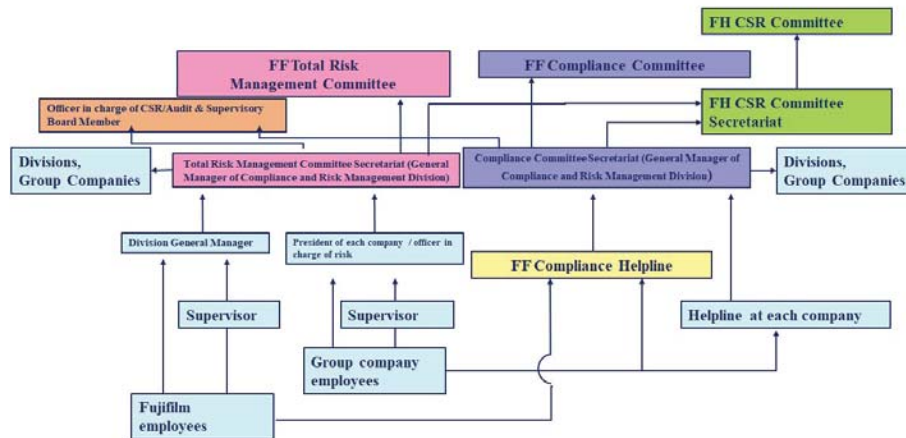 FH CSR Committee
FF Total Risk
Management Committee
FF Compliance Committee
Officer in charge of CSR/Audit & Supervisory
Board Member
FH CSR Committee
Secretariat
Divisions,
Group Companies
Total Risk Management Committee Secretariat (General
Manager of Compliance and Risk Management Division)
Compliance Committee Secretariat (General Manager of
Compliance and Risk Management Division)
Divisions,
Group Companies
Division General Manager
President of each company / officer in
charge of risk
FF Compliance Helpline
Supervisor
Supervisor
Helpline at each company
Group company
employees
Fujifilm
employees